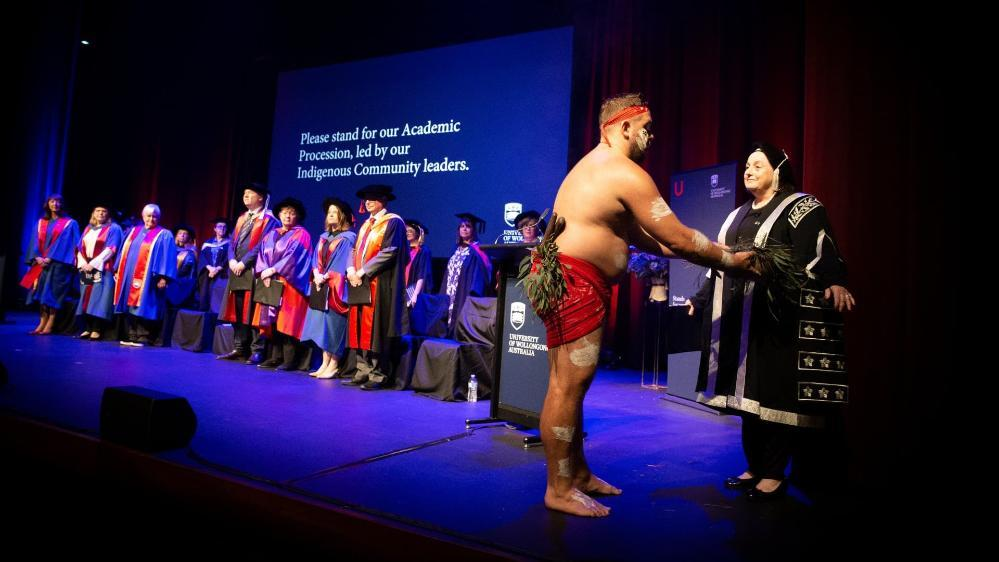 Please stand for our Academic
Procession, led by our
Indigenous Community leaders.
UNIVERSITY
OF WOLLONGONG
AUSTRALIA